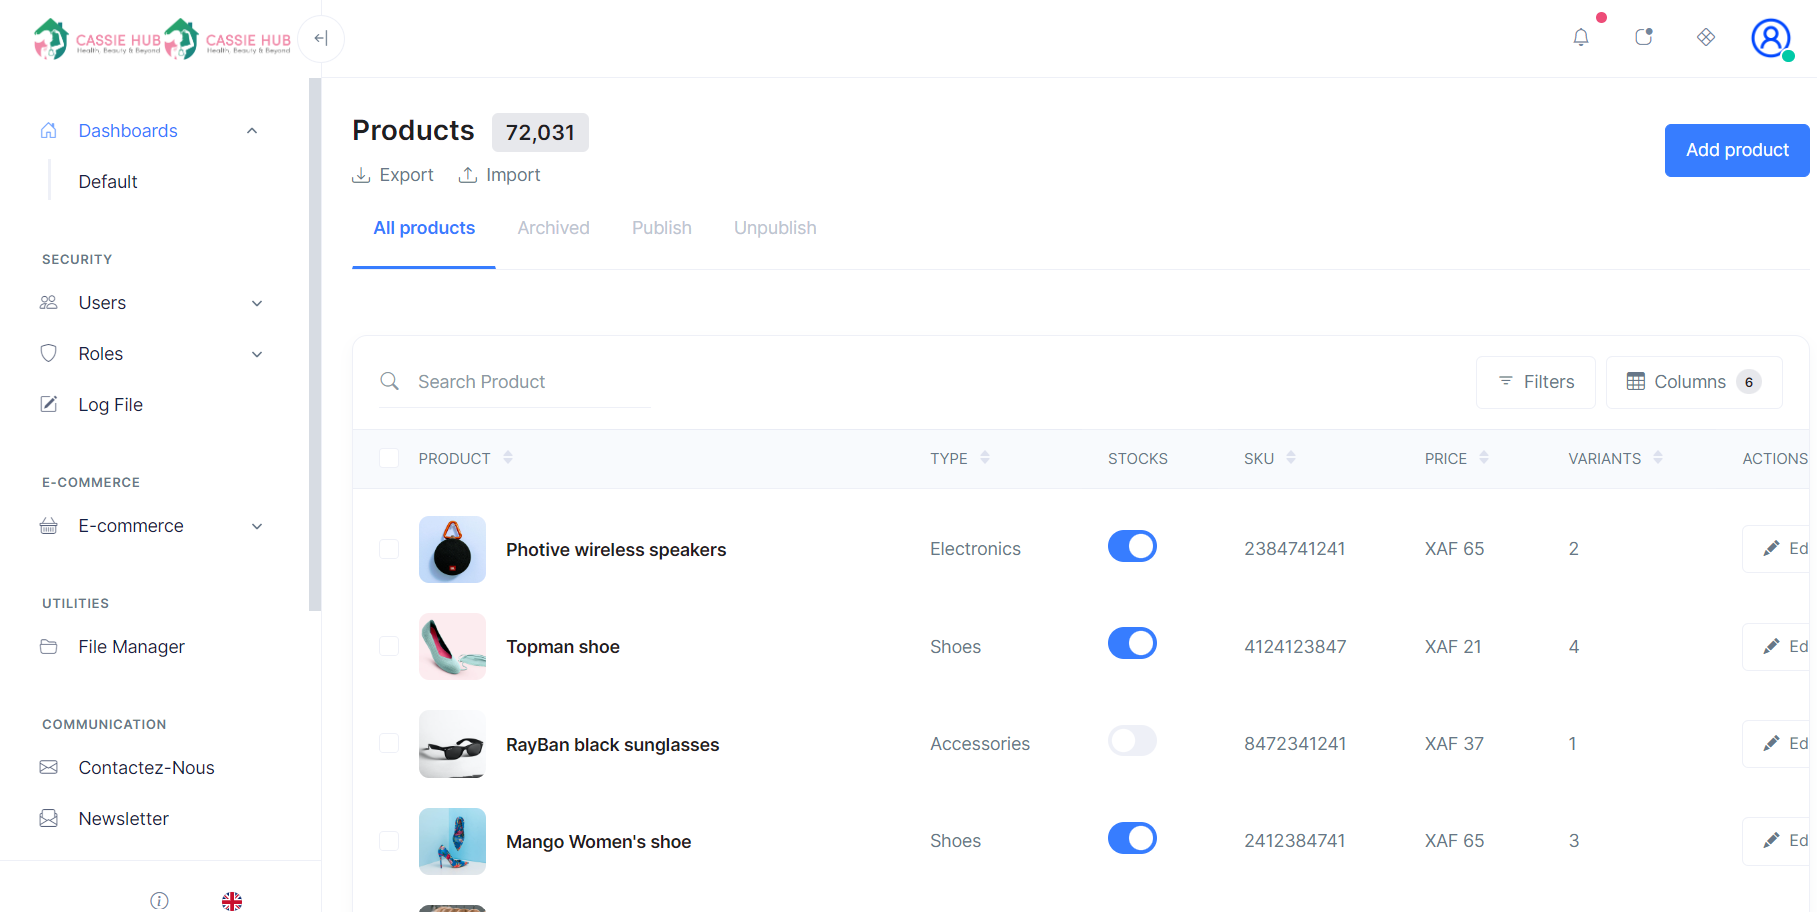 CASSIE HUB
Health, Beauty & Beyond
CASSIE HUB
Health, Beauty & Beyond
Dashboards
Default
SECURITY
Users
Roles
Log File
E-COMMERCE
E-commerce
UTILITIES
File Manager
COMMUNICATION
Contactez-Nous
Newsletter
Products 72,031
Export Import
Add product
All products Archived Publish Unpublish
Search Product Filters Columns 6
PRODUCT TYPE STOCKS SKU PRICE VARIANTS ACTIONS
Photive wireless speakers Electronics 2384741241 XAF 65 2 Ed
Topman shoe Shoes 4124123847 XAF 21 4 Ed
RayBan black sunglasses Accessories 8472341241 XAF 37 1 Ed
Mango Women's shoe Shoes 2412384741 XAF 65 3 Ed